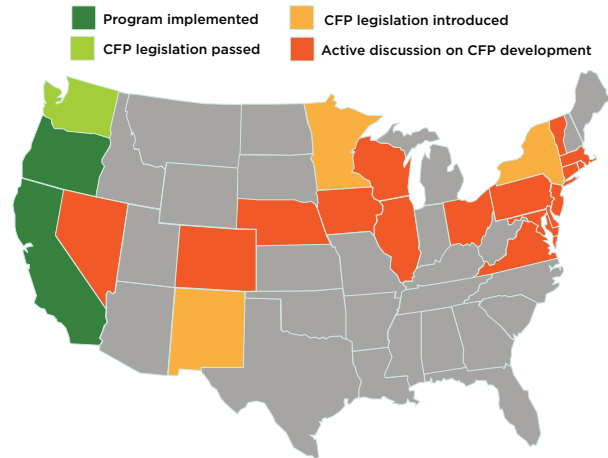 Program implemented
CFP legislation introduced
CFP legislation passed
Active discussion on CFP development